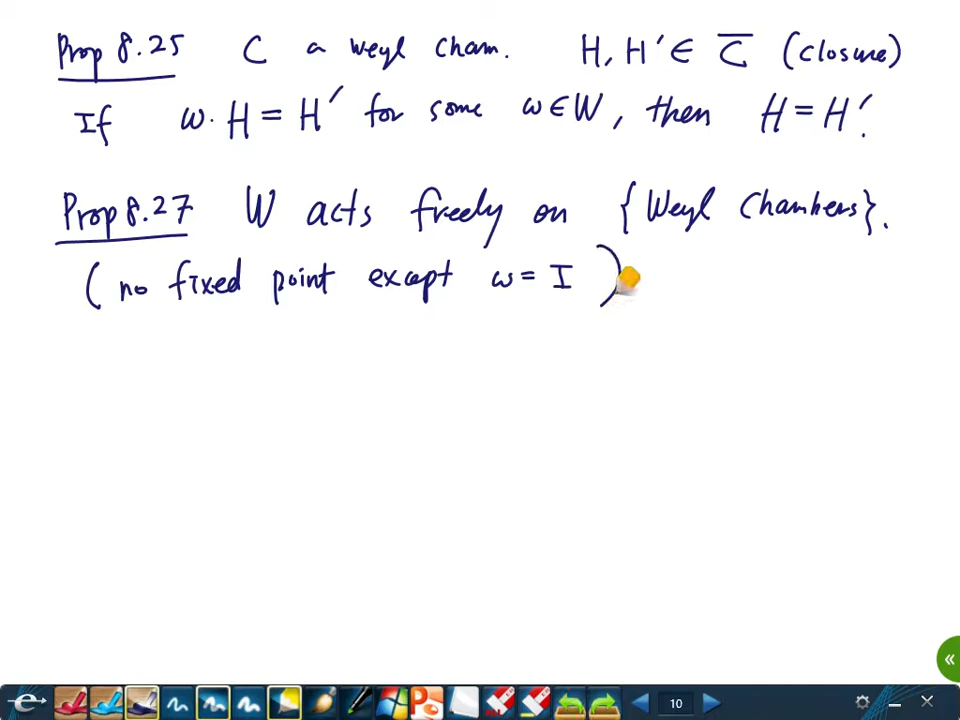 Prop 8.25 C a Weyl Cham. H, H' ∈ C̅ (closure)
If w·H = H' for some w ∈ W, then H = H'.
Prop 8.27 W acts freely on {Weyl Chambers}.
(no fixed point except w = I)
10